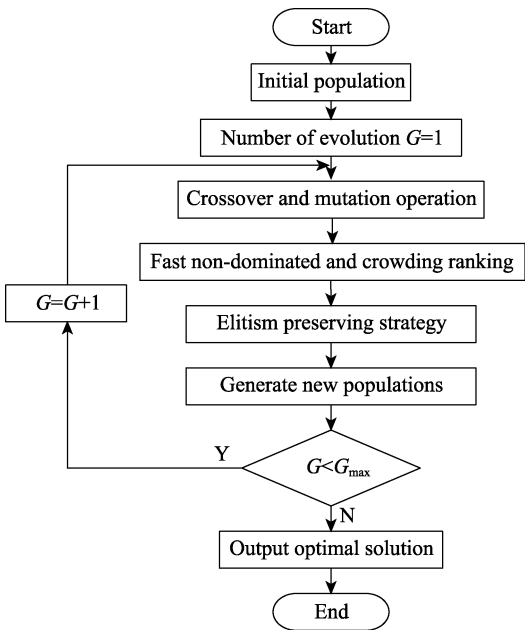 Start
Initial population
Number of evolution G=1
Crossover and mutation operation
Fast non-dominated and crowding ranking
G=G+1
Elitism preserving strategy
Generate new populations
Y
G<Gmax
N
Output optimal solution
End